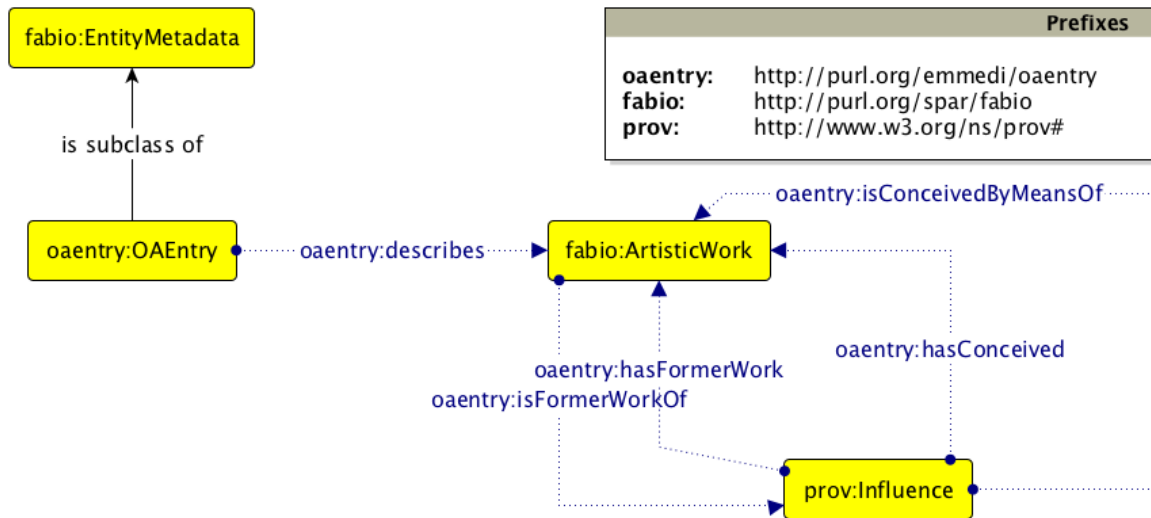 fabio:EntityMetadata
Prefixes
oaentry: http://purl.org/emmedi/oaentry
fabio: http://purl.org/spar/fabio
prov: http://www.w3.org/ns/prov#
is subclass of
oaentry:isConceivedByMeansOf
oaentry:OAEntry
oaentry:describes
fabio:ArtisticWork
oaentry:hasConceived
oaentry:hasFormerWork
oaentry:isFormerWorkOf
prov:Influence